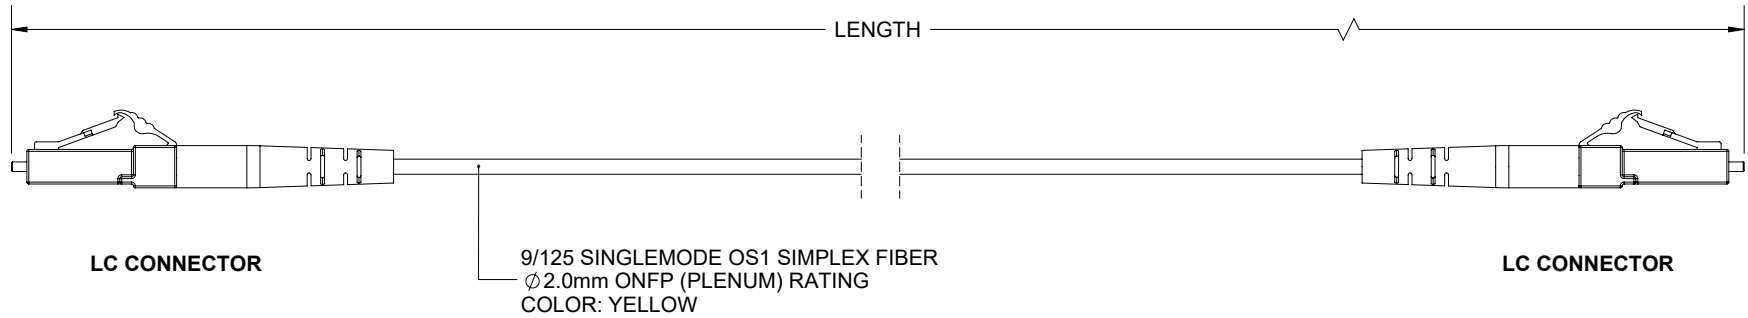 LENGTH
LC CONNECTOR
9/125 SINGLEMODE OS1 SIMPLEX FIBER
∅2.0mm ONFP (PLENUM) RATING
COLOR: YELLOW
LC CONNECTOR